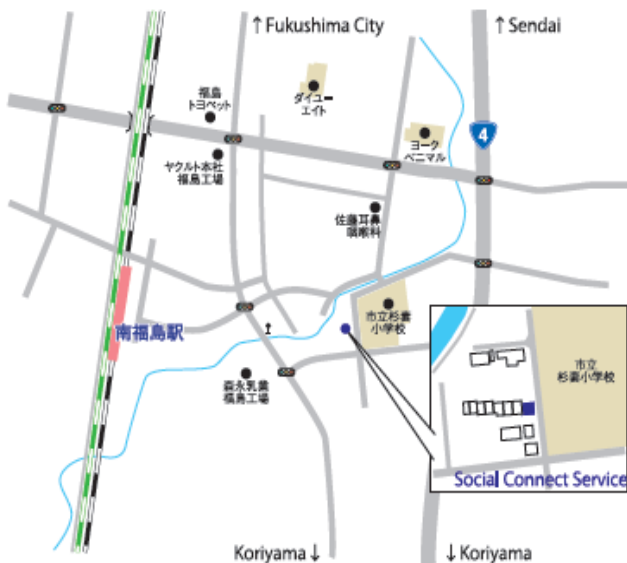 ↑Fukushima City
↑Sendai
福島
トヨペット
ダイユー
エイト
4
ヨーク
ベニマル
ヤクルト本社
福島工場
佐藤耳鼻
咽喉科
南福島駅
市立杉妻
小学校
森永乳業
福島工場
市立
杉妻小学校
Social Connect Service
Koriyama↓
↓Koriyama